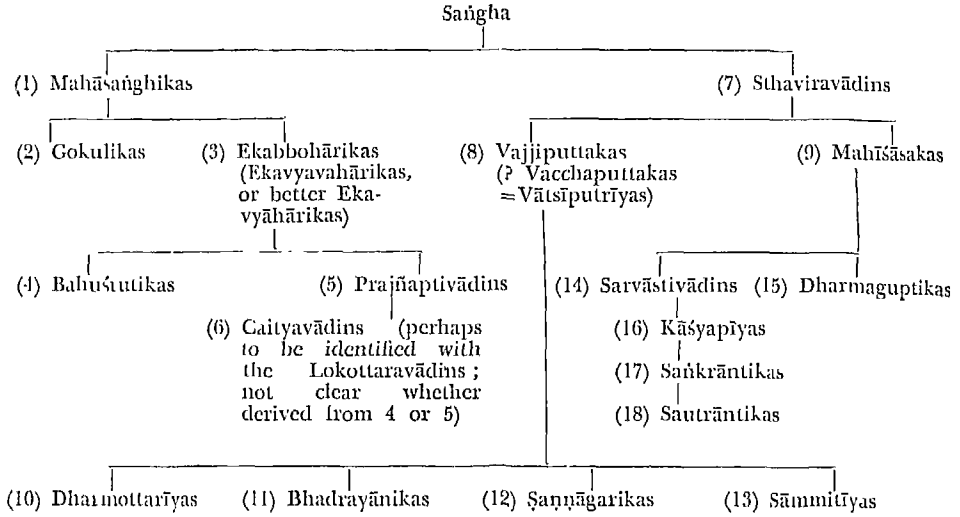 Saṅgha
(1) Mahāsaṅghikas
(7) Sthaviravādins
(2) Gokulikas
(3) Ekabbohārikas
(Ekavyavahārikas,
or better Eka-
vyāhārikas)
(8) Vajjiputtakas
(? Vacchaputtakas
=Vātsīputrīyas)
(9) Mahīśāsakas
(4) Bahuśrutikas
(5) Prajñaptivādins
(14) Sarvāstivādins
(15) Dharmaguptikas
(6) Caityavādins (perhaps
to be identified with
the Lokottaravādins;
not clear whether
derived from 4 or 5)
(16) Kāśyapīyas
(17) Saṅkrāntikas
(18) Sautrāntikas
(10) Dharmottarīyas
(11) Bhadrayānikas
(12) Ṣaṇṇāgarikas
(13) Sāmmitīyas